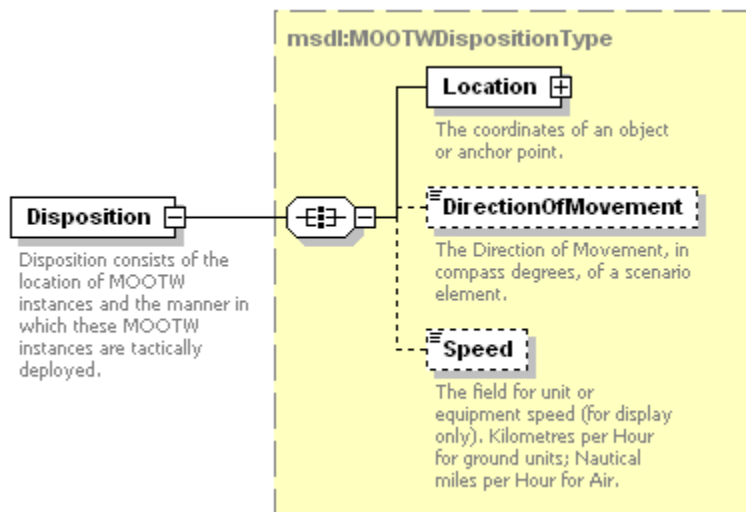 msdl:MOOTWDispositionType
Location
The coordinates of an object
or anchor point.
Disposition
Disposition consists of the
location of MOOTW
instances and the manner in
which these MOOTW
instances are tactically
deployed.
DirectionOfMovement
The Direction of Movement, in
compass degrees, of a scenario
element.
Speed
The field for unit or
equipment speed (for display
only). Kilometres per Hour
for ground units; Nautical
miles per Hour for Air.